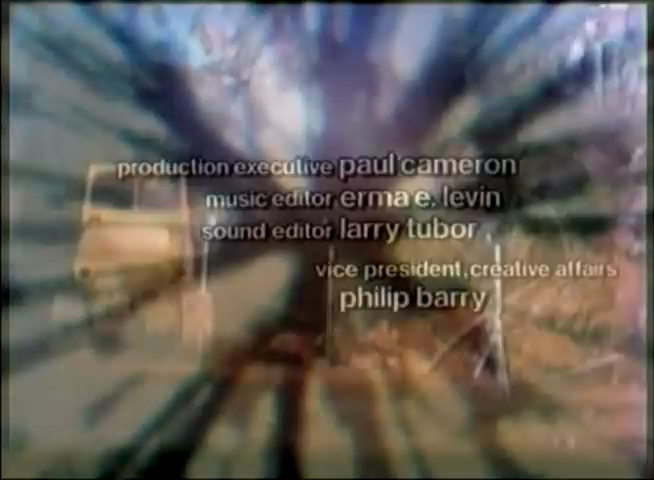 production executive paul cameron
music editor erma e. levin
sound editor larry tubor
vice president, creative affairs
philip barry